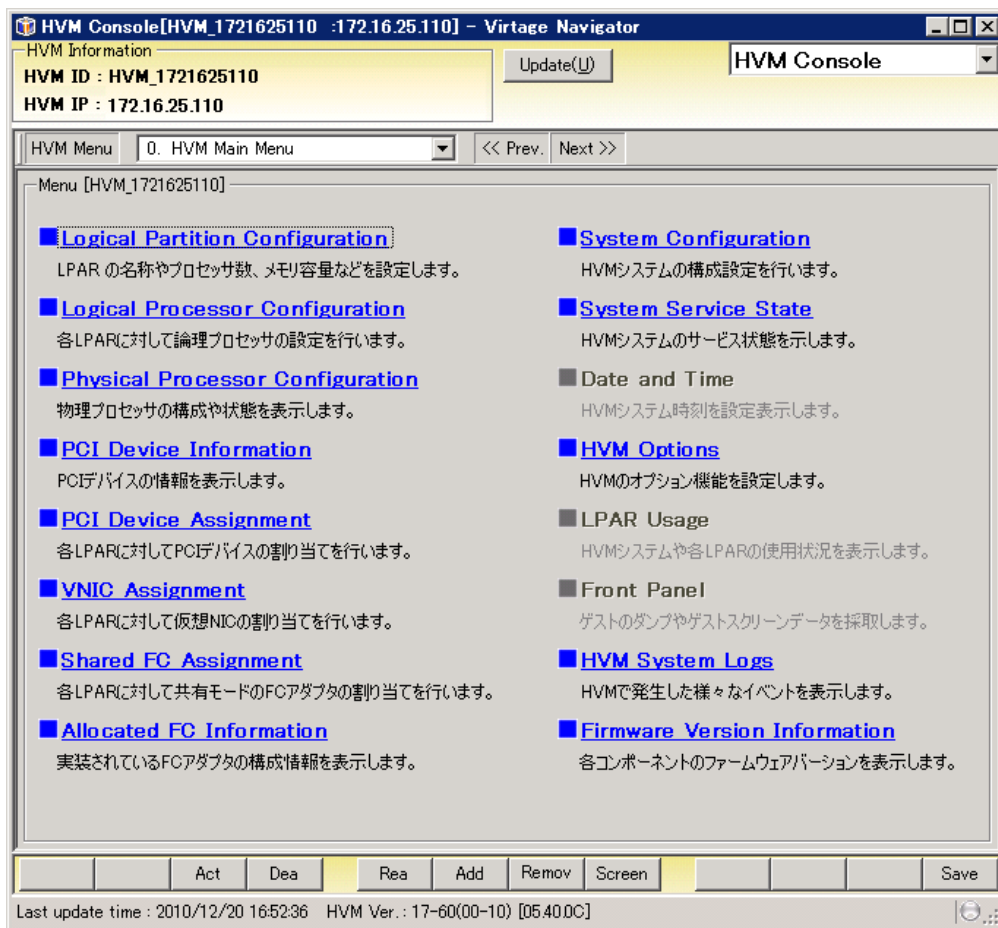 HVM Console[HVM_1721625110  :172.16.25.110] - Virtage Navigator
HVM Information
HVM ID : HVM_1721625110
HVM IP : 172.16.25.110
Update(U)
HVM Console
HVM Menu
0. HVM Main Menu
<< Prev.
Next >>
Menu [HVM_1721625110]
Logical Partition Configuration
LPAR の名称やプロセッサ数、メモリ容量などを設定します。
Logical Processor Configuration
各LPARに対して論理プロセッサの設定を行います。
Physical Processor Configuration
物理プロセッサの構成や状態を表示します。
PCI Device Information
PCIデバイスの情報を表示します。
PCI Device Assignment
各LPARに対してPCIデバイスの割り当てを行います。
VNIC Assignment
各LPARに対して仮想NICの割り当てを行います。
Shared FC Assignment
各LPARに対して共有モードのFCアダプタの割り当てを行います。
Allocated FC Information
実装されているFCアダプタの構成情報を表示します。
System Configuration
HVMシステムの構成設定を行います。
System Service State
HVMシステムのサービス状態を示します。
Date and Time
HVMシステム時刻を設定表示します。
HVM Options
HVMのオプション機能を設定します。
LPAR Usage
HVMシステムや各LPARの使用状況を表示します。
Front Panel
ゲストのダンプやゲストスクリーンデータを採取します。
HVM System Logs
HVMで発生した様々なイベントを表示します。
Firmware Version Information
各コンポーネントのファームウェアバージョンを表示します。
Act
Dea
Rea
Add
Remov
Screen
Save
Last update time : 2010/12/20 16:52:36   HVM Ver. : 17-60(00-10) [05.40.0C]